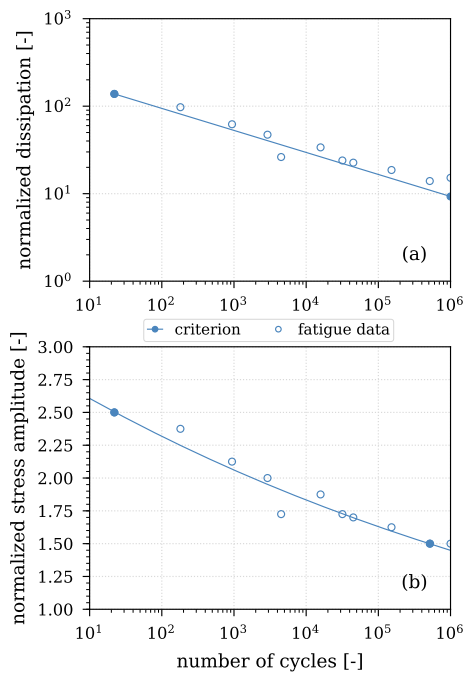 10³
10²
10¹
10⁰
normalized dissipation [-]
(a)
10¹ 10² 10³ 10⁴ 10⁵ 10⁶
criterion fatigue data
3.00
2.75
2.50
2.25
2.00
1.75
1.50
1.25
1.00
normalized stress amplitude [-]
(b)
10¹ 10² 10³ 10⁴ 10⁵ 10⁶
number of cycles [-]